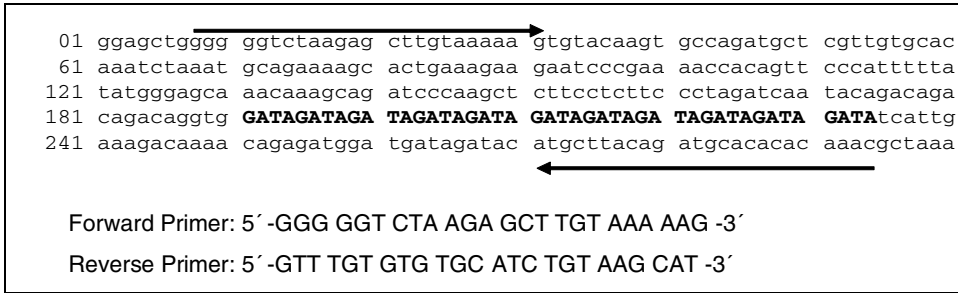 01 ggagctgggg ggtctaagag cttgtaaaaa gtgtacaagt gccagatgct cgttgtgcac
61 aaatctaaat gcagaaaagc actgaaagaa gaatcccgaa aaccacagtt cccattttta
121 tatgggagca aacaaagcag atcccaagct cttcctcttc cctagatcaa tacagacaga
181 cagacaggtg GATAGATAGA TAGATAGATA GATAGATAGA TAGATAGATA GATAtcattg
241 aaagacaaaa cagagatgga tgatagatac atgcttacag atgcacacac aaacgctaaa
Forward Primer: 5´-GGG GGT CTA AGA GCT TGT AAA AAG -3´
Reverse Primer: 5´-GTT TGT GTG TGC ATC TGT AAG CAT -3´